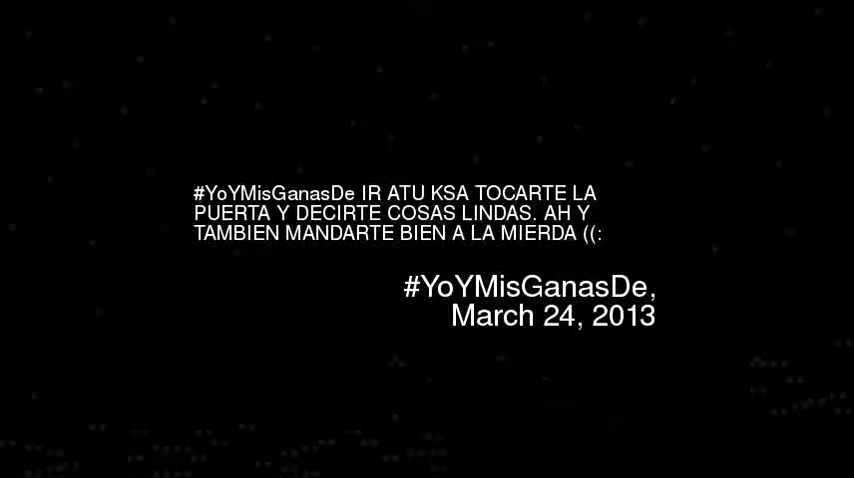 #YoYMisGanasDe IR ATU KSA TOCARTE LA
PUERTA Y DECIRTE COSAS LINDAS. AH Y
TAMBIEN MANDARTE BIEN A LA MIERDA ((:
#YoYMisGanasDe,
March 24, 2013